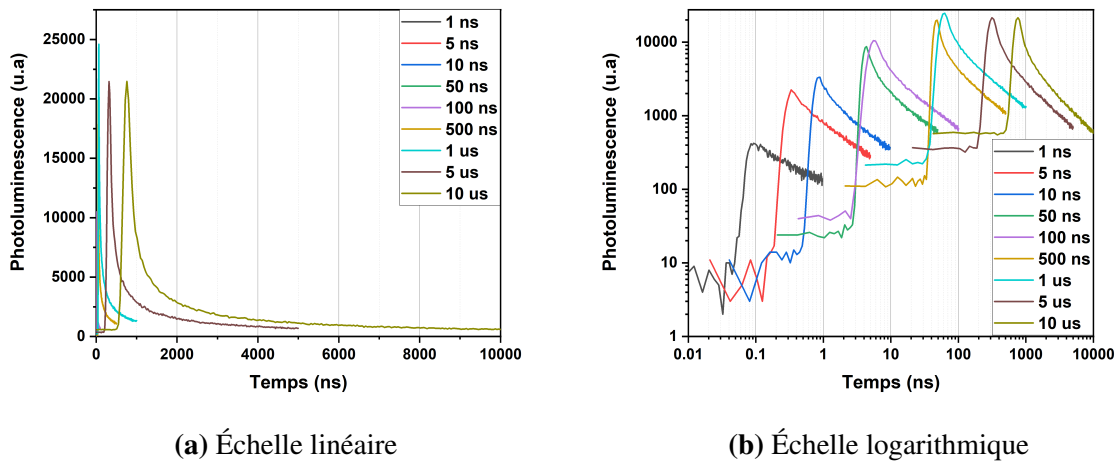 Photoluminescence (u.a)
25000
20000
15000
10000
5000
0
0 2000 4000 6000 8000 10000
Temps (ns)
1 ns
5 ns
10 ns
50 ns
100 ns
500 ns
1 us
5 us
10 us
(a) Échelle linéaire
Photoluminescence (u.a)
10000
1000
100
10
1
0.01 0.1 1 10 100 1000 10000
Temps (ns)
1 ns
5 ns
10 ns
50 ns
100 ns
500 ns
1 us
5 us
10 us
(b) Échelle logarithmique